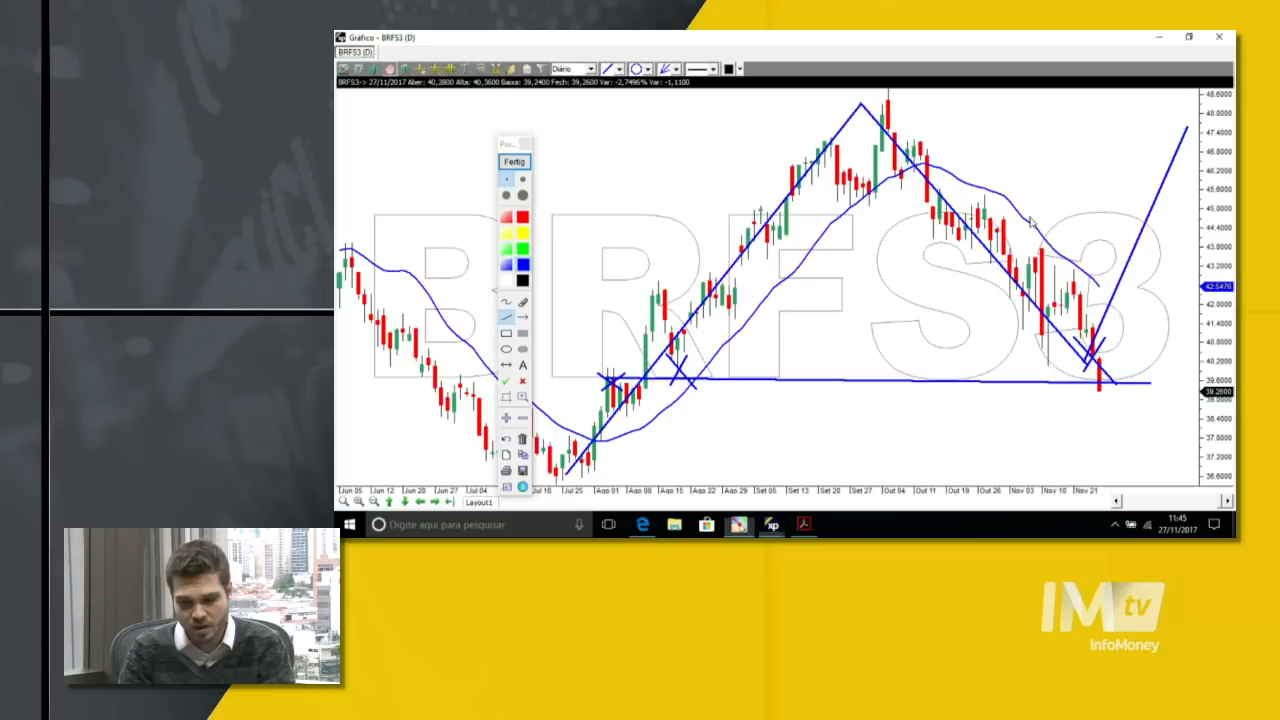 Gráfico - BRFS3 (D)
BRFS3 (D)
Diário
BRFS3-> 27/11/2017 Aber: 40,2800 Alta: 40,3600 Baixa: 39,2400 Fech: 39,2600 Var: -2,7496% Var: -1,1100
BRFS3
Poi...
Fertig
A
48.6000
48.0000
47.4000
46.8000
46.2000
45.6000
45.0000
44.4000
43.8000
43.2000
42.5476
42.0000
41.4000
40.8000
40.2000
39.6000
39.2600
39.0000
38.4000
37.8000
37.2000
36.6000
Jun 05 Jun 12 Jun 20 Jun 27 Jul 04 Jul 18 Jul 25 Ago 01 Ago 08 Ago 15 Ago 22 Ago 29 Set 05 Set 13 Set 20 Set 27 Out 04 Out 11 Out 19 Out 26 Nov 03 Nov 10 Nov 21
Layout1
Digite aqui para pesquisar
xp
11:45
27/11/2017
IM tv
InfoMoney